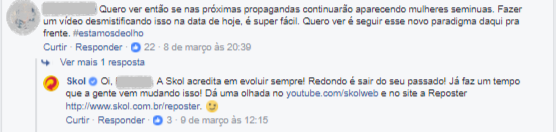 Quero ver então se nas próximas propagandas continuarão aparecendo mulheres seminuas. Fazer
um vídeo desmistificando isso na data de hoje, é super fácil. Quero ver é seguir esse novo paradigma daqui pra
frente. #estamosdeolho
Curtir · Responder · 22 · 8 de março às 20:39
Ver mais 1 resposta
Skol Oi, A Skol acredita em evoluir sempre! Redondo é sair do seu passado! Já faz um tempo
que a gente vem mudando isso! Dá uma olhada no youtube.com/skolweb e no site a Reposter
http://www.skol.com.br/reposter.
Curtir · Responder · 3 · 9 de março às 12:15